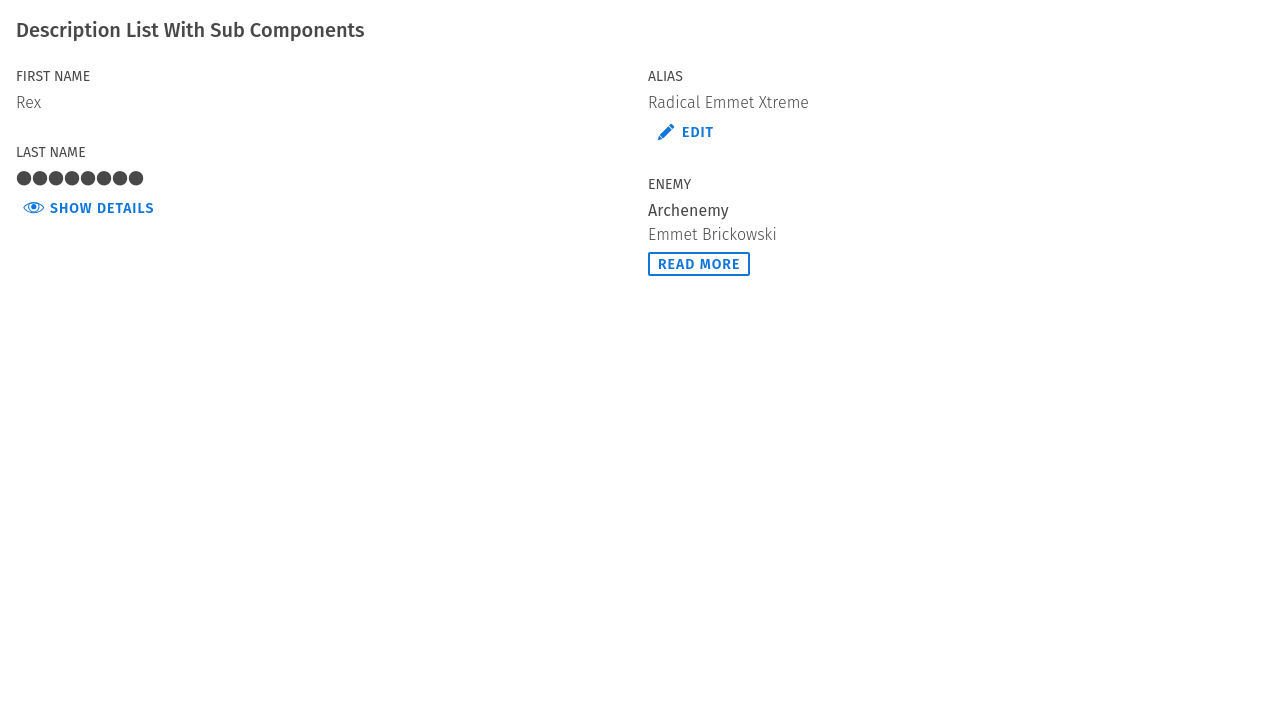 Description List With Sub Components
FIRST NAME
Rex
LAST NAME
●●●●●●●●
SHOW DETAILS
ALIAS
Radical Emmet Xtreme
EDIT
ENEMY
Archenemy
Emmet Brickowski
READ MORE